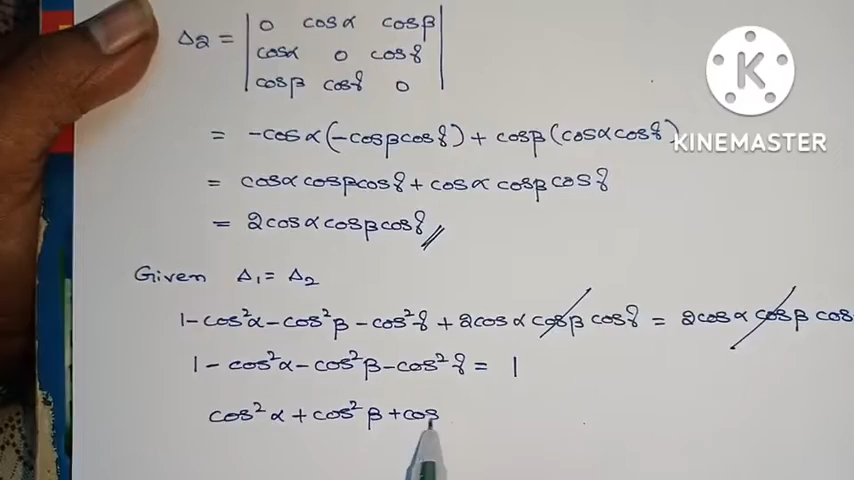 Δ2 = | 0 cosα cosβ |
| cosα 0 cosγ |
| cosβ cosγ 0 |
= -cosα(-cosβcosγ) + cosβ(cosαcosγ)
= cosαcosβcosγ + cosαcosβcosγ
= 2cosαcosβcosγ //
Given Δ1 = Δ2
1-cos²α-cos²β-cos²γ + 2cosαcosβcosγ = 2cosαcosβcos
1-cos²α-cos²β-cos²γ = 1
cos²α+cos²β+cos
K
KINEMASTER